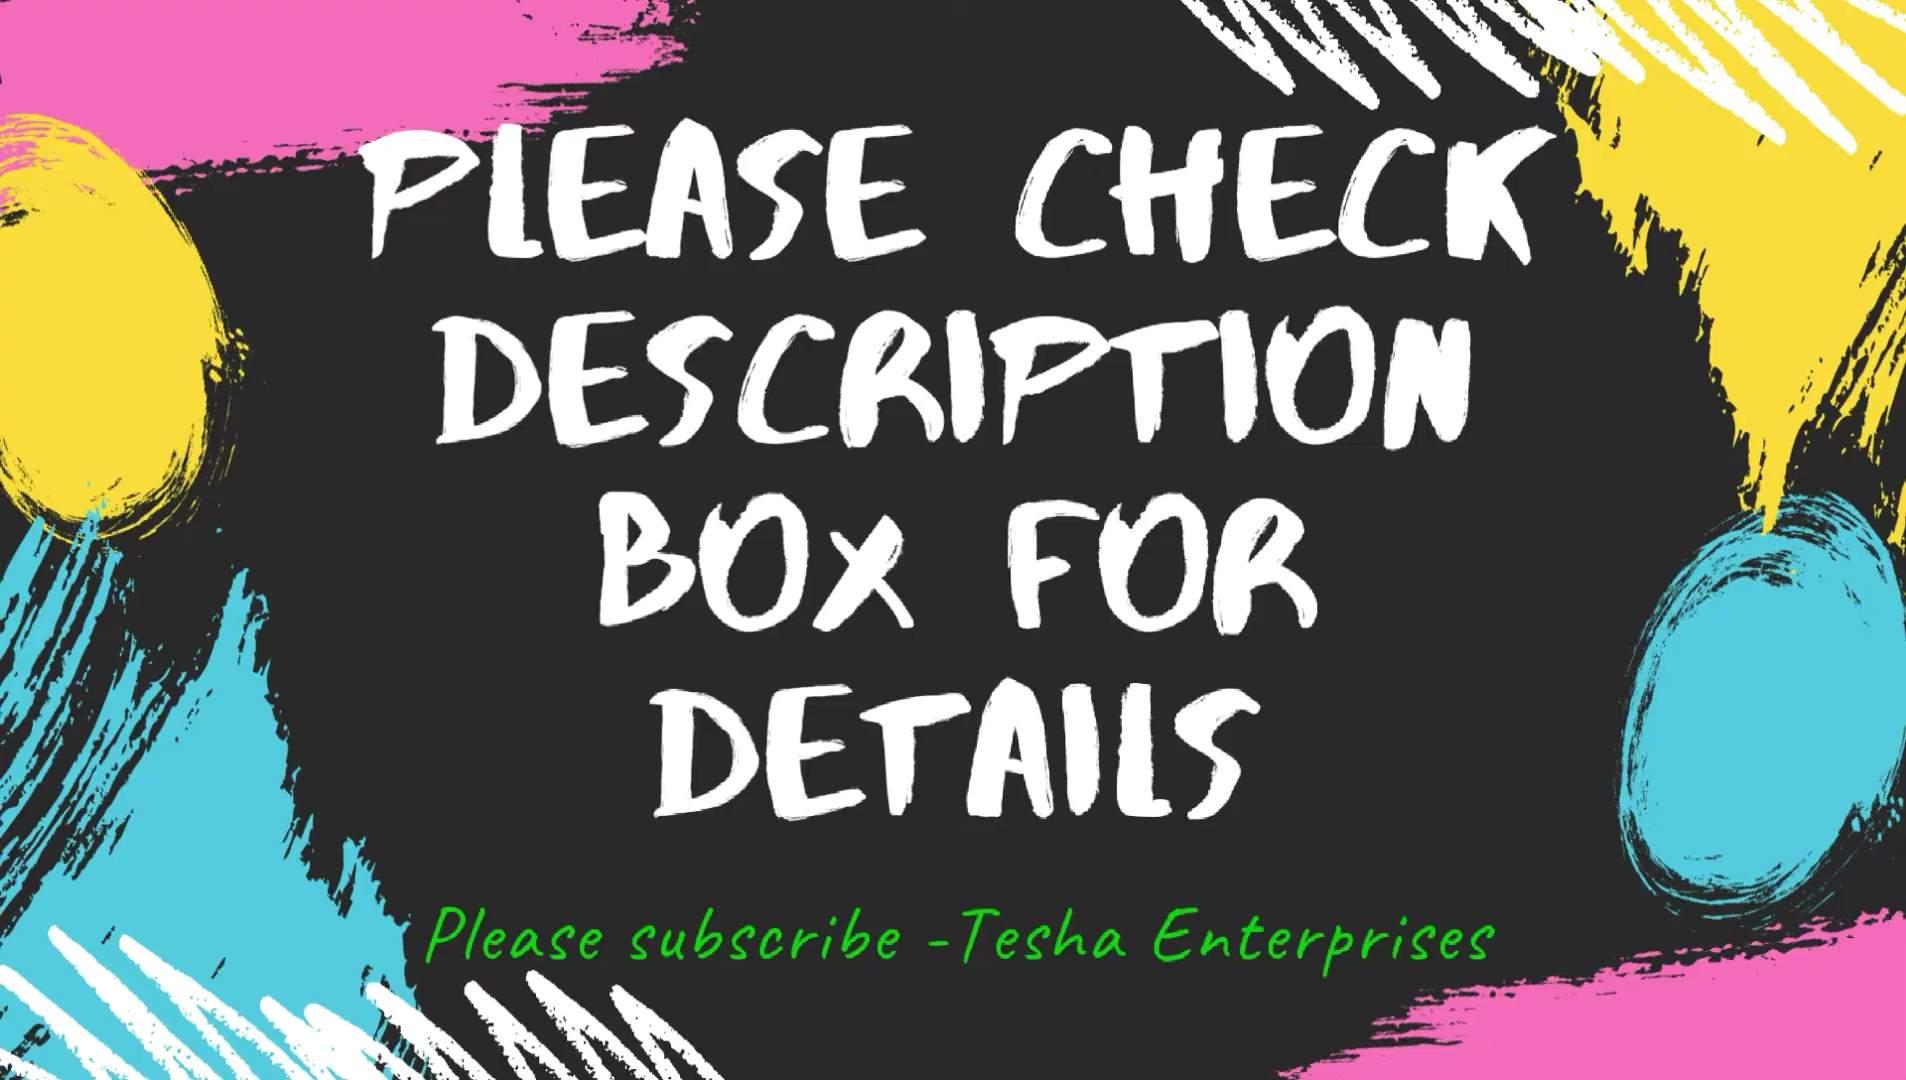 PLEASE CHECK
DESCRIPTION
BOX FOR
DETAILS
Please subscribe -Tesha Enterprises